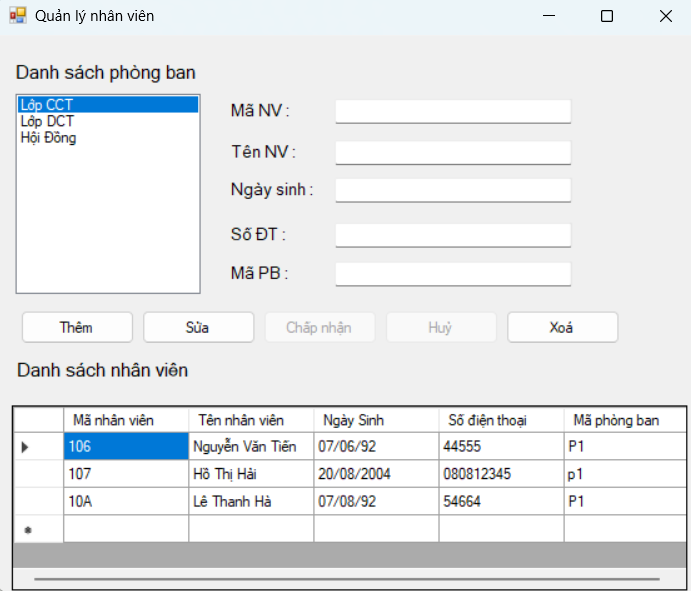 Quản lý nhân viên
Danh sách phòng ban
Lớp CCT
Lớp DCT
Hội Đồng
Mã NV :
Tên NV :
Ngày sinh :
Số ĐT :
Mã PB :
Thêm Sửa Chấp nhận Huỷ Xoá
Danh sách nhân viên
Mã nhân viên Tên nhân viên Ngày Sinh Số điện thoại Mã phòng ban
106 Nguyễn Văn Tiến 07/06/92 44555 P1
107 Hồ Thị Hải 20/08/2004 080812345 p1
10A Lê Thanh Hà 07/08/92 54664 P1